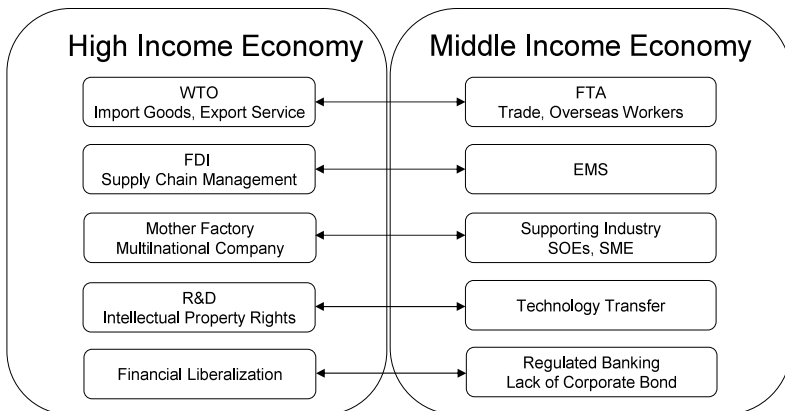 High Income Economy
Middle Income Economy
WTO
Import Goods, Export Service
FTA
Trade, Overseas Workers
FDI
Supply Chain Management
EMS
Mother Factory
Multilnational Company
Supporting Industry
SOEs, SME
R&D
Intellectual Property Rights
Technology Transfer
Financial Liberalization
Regulated Banking
Lack of Corporate Bond